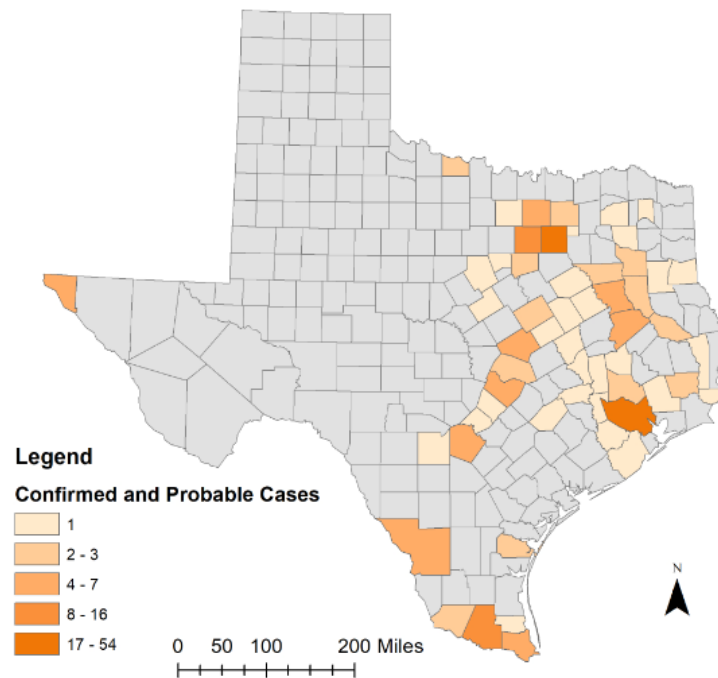 Legend
Confirmed and Probable Cases
1
2 - 3
4 - 7
8 - 16
17 - 54
N
0 50 100 200 Miles